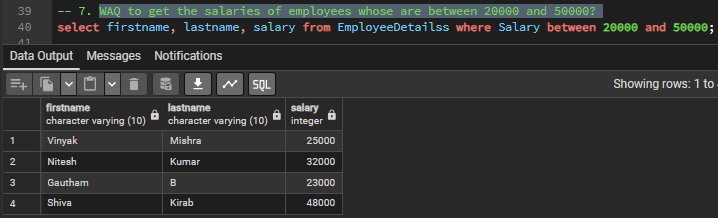 39 -- 7. WAQ to get the salaries of employees whose are between 20000 and 50000?
40 select firstname, lastname, salary from EmployeeDetailss where Salary between 20000 and 50000;
41
Data Output Messages Notifications
SQL Showing rows: 1 to
firstname lastname salary
character varying (10) character varying (10) integer
1 Vinyak Mishra 25000
2 Nitesh Kumar 32000
3 Gautham B 23000
4 Shiva Kirab 48000